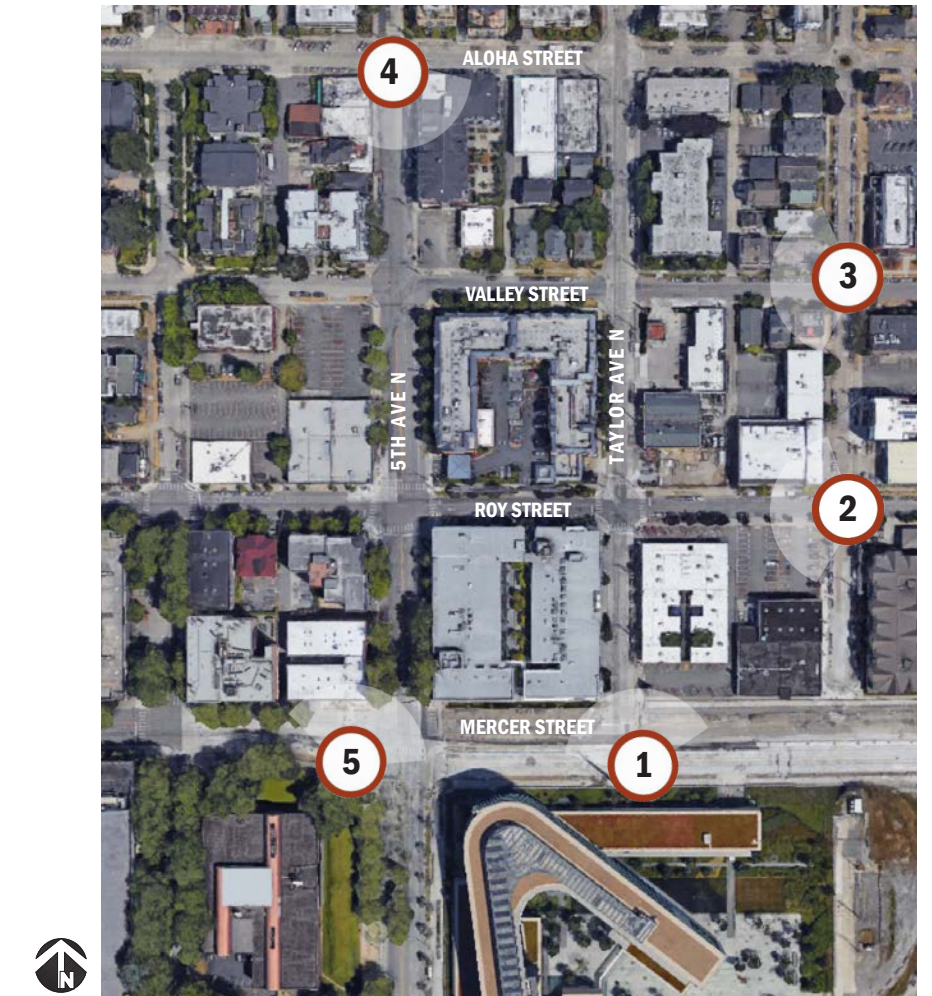 4
ALOHA STREET
3
VALLEY STREET
5TH AVE N
TAYLOR AVE N
2
ROY STREET
MERCER STREET
5
1
N